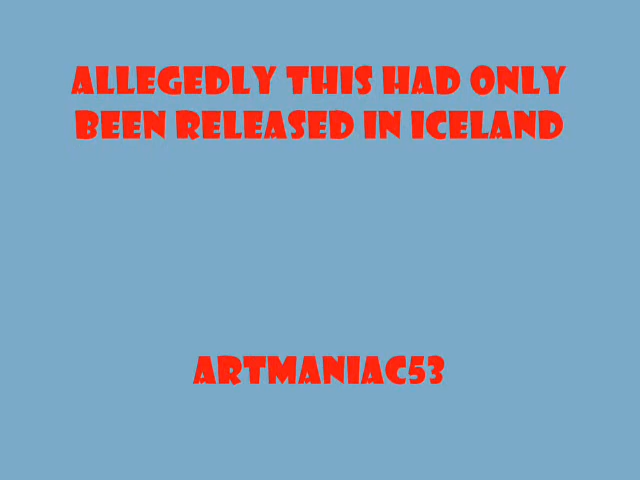 ALLEGEDLY THIS HAD ONLY
BEEN RELEASED IN ICELAND
ARTMANIAC53